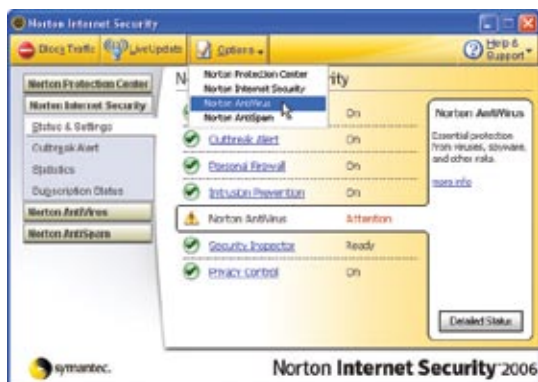 Norton Internet Security
Block Traffic LiveUpdate Options Help & Support
Norton Protection Center
Norton Internet Security
Norton AntiVirus
Norton AntiSpam
Norton Protection Center
Norton Internet Security
Status & Settings
Outbreak Alert
Statistics
Subscription Status
Norton AntiVirus
Norton AntiSpam
N ity
On
Outbreak Alert On
Personal Firewall On
Intrusion Prevention On
Norton AntiVirus Attention
Security Inspector Ready
Privacy Control On
Norton AntiVirus
Essential protection
from viruses, spyware,
and other risks.
more info
Detailed Status
symantec.
Norton Internet Security 2006